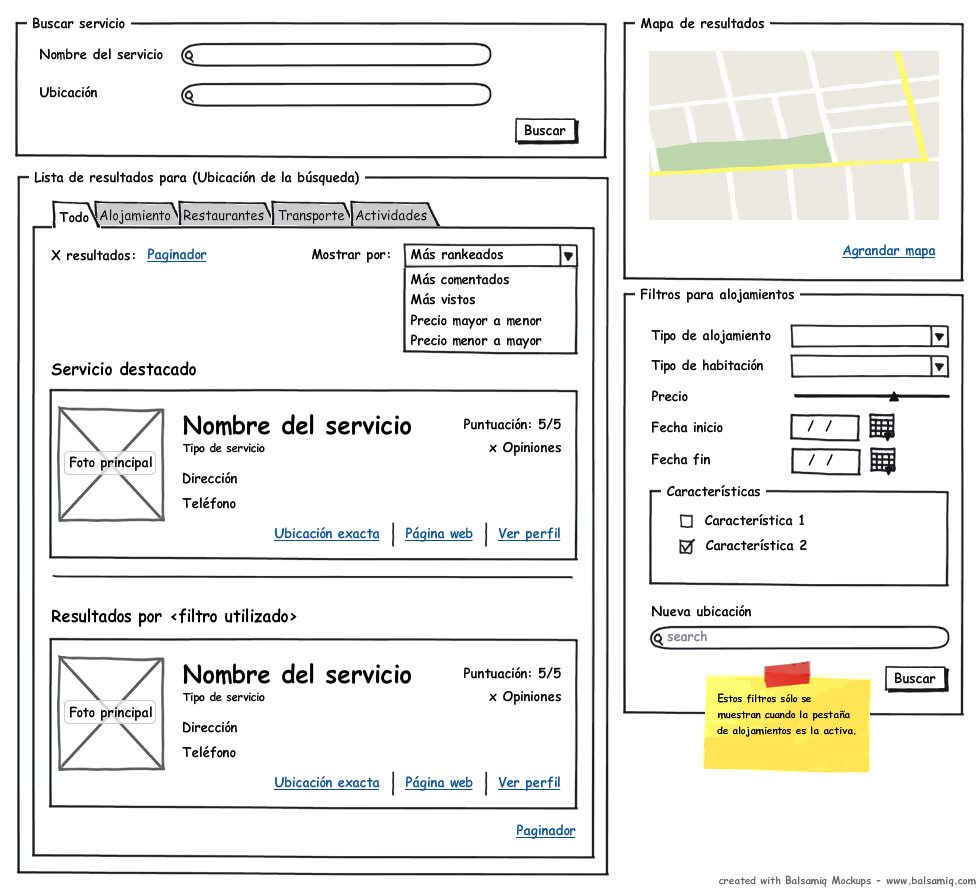 Buscar servicio
Nombre del servicio
Ubicación
Buscar
Lista de resultados para (Ubicación de la búsqueda)
Todo Alojamiento Restaurantes Transporte Actividades
X resultados: Paginador Mostrar por: Más rankeados
Más comentados
Más vistos
Precio mayor a menor
Precio menor a mayor
Servicio destacado
Foto principal
Nombre del servicio
Tipo de servicio
Dirección
Teléfono
Puntuación: 5/5
x Opiniones
Ubicación exacta Página web Ver perfil
Resultados por <filtro utilizado>
Foto principal
Nombre del servicio
Tipo de servicio
Dirección
Teléfono
Puntuación: 5/5
x Opiniones
Ubicación exacta Página web Ver perfil
Paginador
Mapa de resultados
Agrandar mapa
Filtros para alojamientos
Tipo de alojamiento
Tipo de habitación
Precio
Fecha inicio / /
Fecha fin / /
Características
Característica 1
Característica 2
Nueva ubicación
search
Buscar
Estos filtros sólo se
muestran cuando la pestaña
de alojamientos es la activa.
created with Balsamiq Mockups - www.balsamiq.com